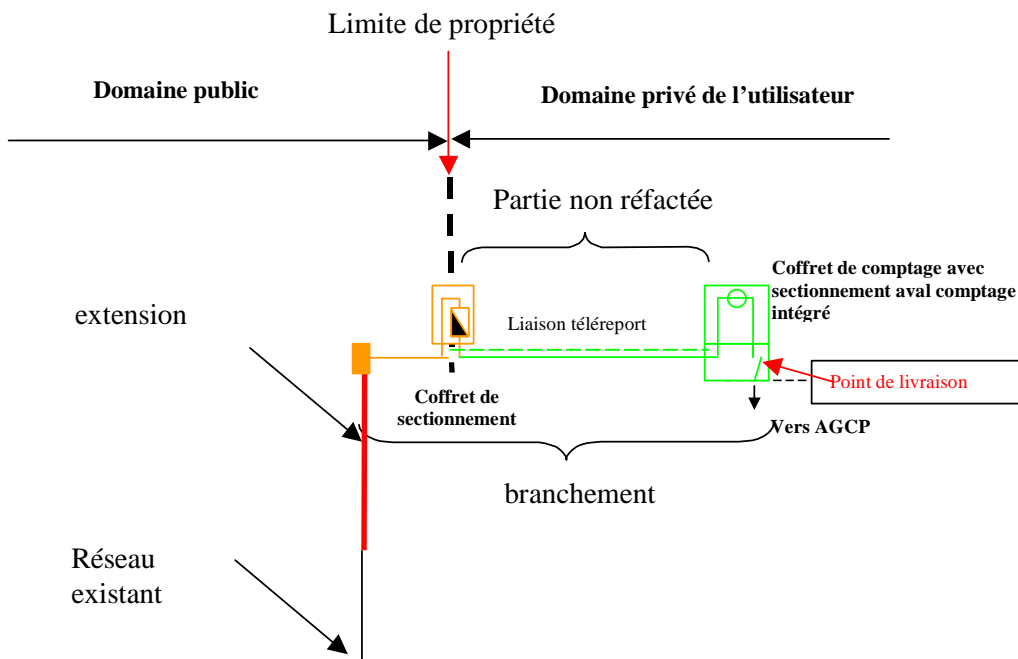 Limite de propriété
Domaine public
Domaine privé de l’utilisateur
Partie non réfactée
Coffret de comptage avec
sectionnement aval comptage
intégré
extension
Liaison téléreport
Point de livraison
Coffret de
sectionnement
Vers AGCP
branchement
Réseau
existant